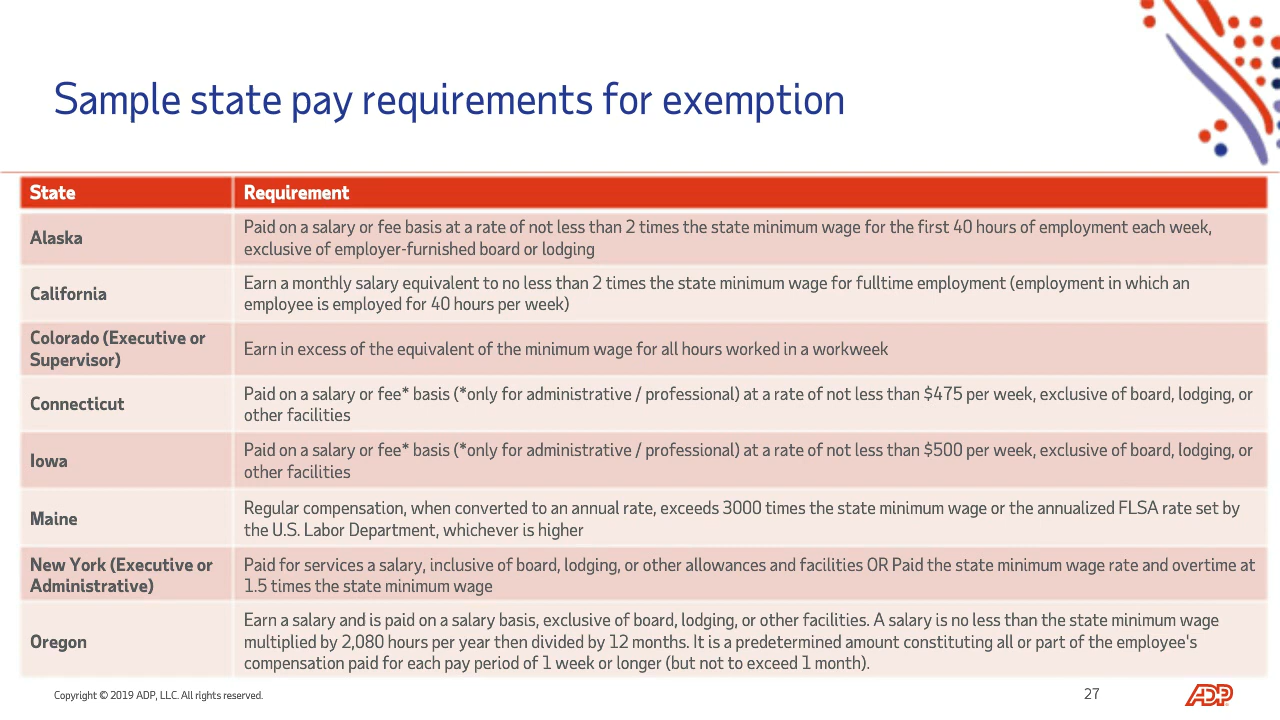 Sample state pay requirements for exemption
State
Requirement
Alaska
Paid on a salary or fee basis at a rate of not less than 2 times the state minimum wage for the first 40 hours of employment each week,
exclusive of employer-furnished board or lodging
California
Earn a monthly salary equivalent to no less than 2 times the state minimum wage for fulltime employment (employment in which an
employee is employed for 40 hours per week)
Colorado (Executive or
Supervisor)
Earn in excess of the equivalent of the minimum wage for all hours worked in a workweek
Connecticut
Paid on a salary or fee* basis (*only for administrative / professional) at a rate of not less than $475 per week, exclusive of board, lodging, or
other facilities
Iowa
Paid on a salary or fee* basis (*only for administrative / professional) at a rate of not less than $500 per week, exclusive of board, lodging, or
other facilities
Maine
Regular compensation, when converted to an annual rate, exceeds 3000 times the state minimum wage or the annualized FLSA rate set by
the U.S. Labor Department, whichever is higher
New York (Executive or
Administrative)
Paid for services a salary, inclusive of board, lodging, or other allowances and facilities OR Paid the state minimum wage rate and overtime at
1.5 times the state minimum wage
Oregon
Earn a salary and is paid on a salary basis, exclusive of board, lodging, or other facilities. A salary is no less than the state minimum wage
multiplied by 2,080 hours per year then divided by 12 months. It is a predetermined amount constituting all or part of the employee's
compensation paid for each pay period of 1 week or longer (but not to exceed 1 month).
Copyright © 2019 ADP, LLC. All rights reserved.
27
ADP